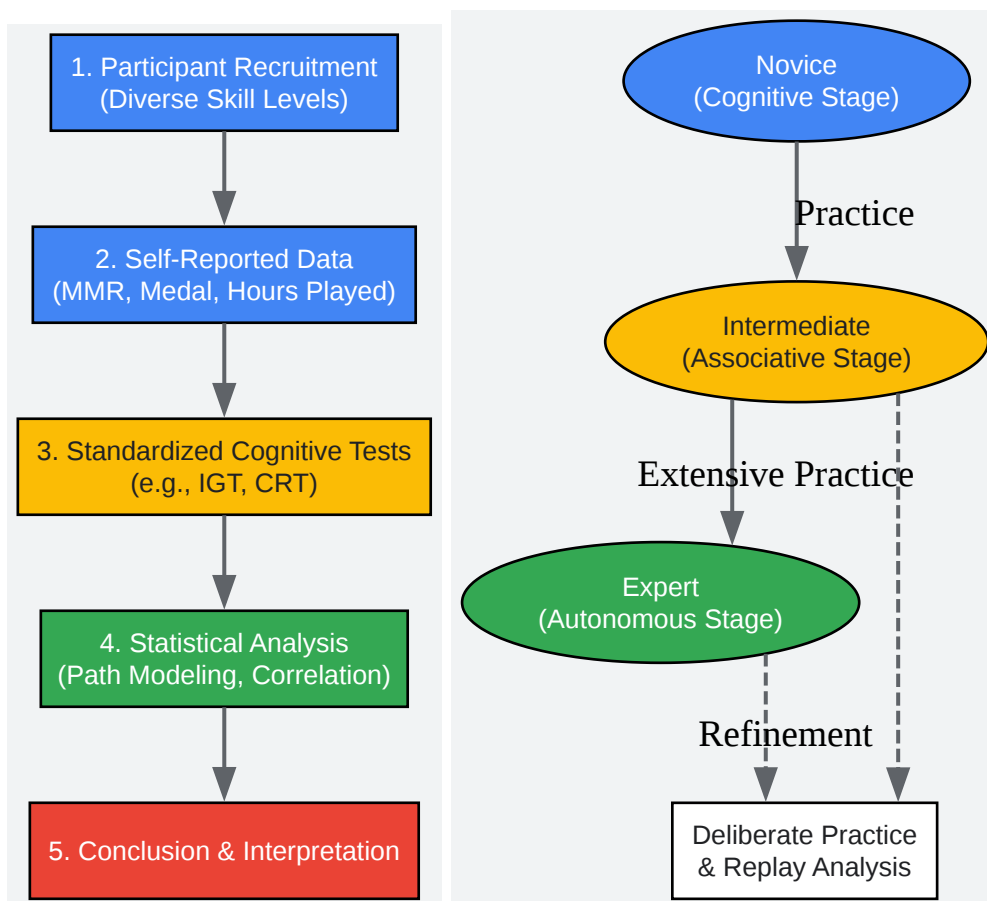 1. Participant Recruitment
(Diverse Skill Levels)
2. Self-Reported Data
(MMR, Medal, Hours Played)
3. Standardized Cognitive Tests
(e.g., IGT, CRT)
4. Statistical Analysis
(Path Modeling, Correlation)
5. Conclusion & Interpretation
Novice
(Cognitive Stage)
Practice
Intermediate
(Associative Stage)
Extensive Practice
Expert
(Autonomous Stage)
Refinement
Deliberate Practice
& Replay Analysis